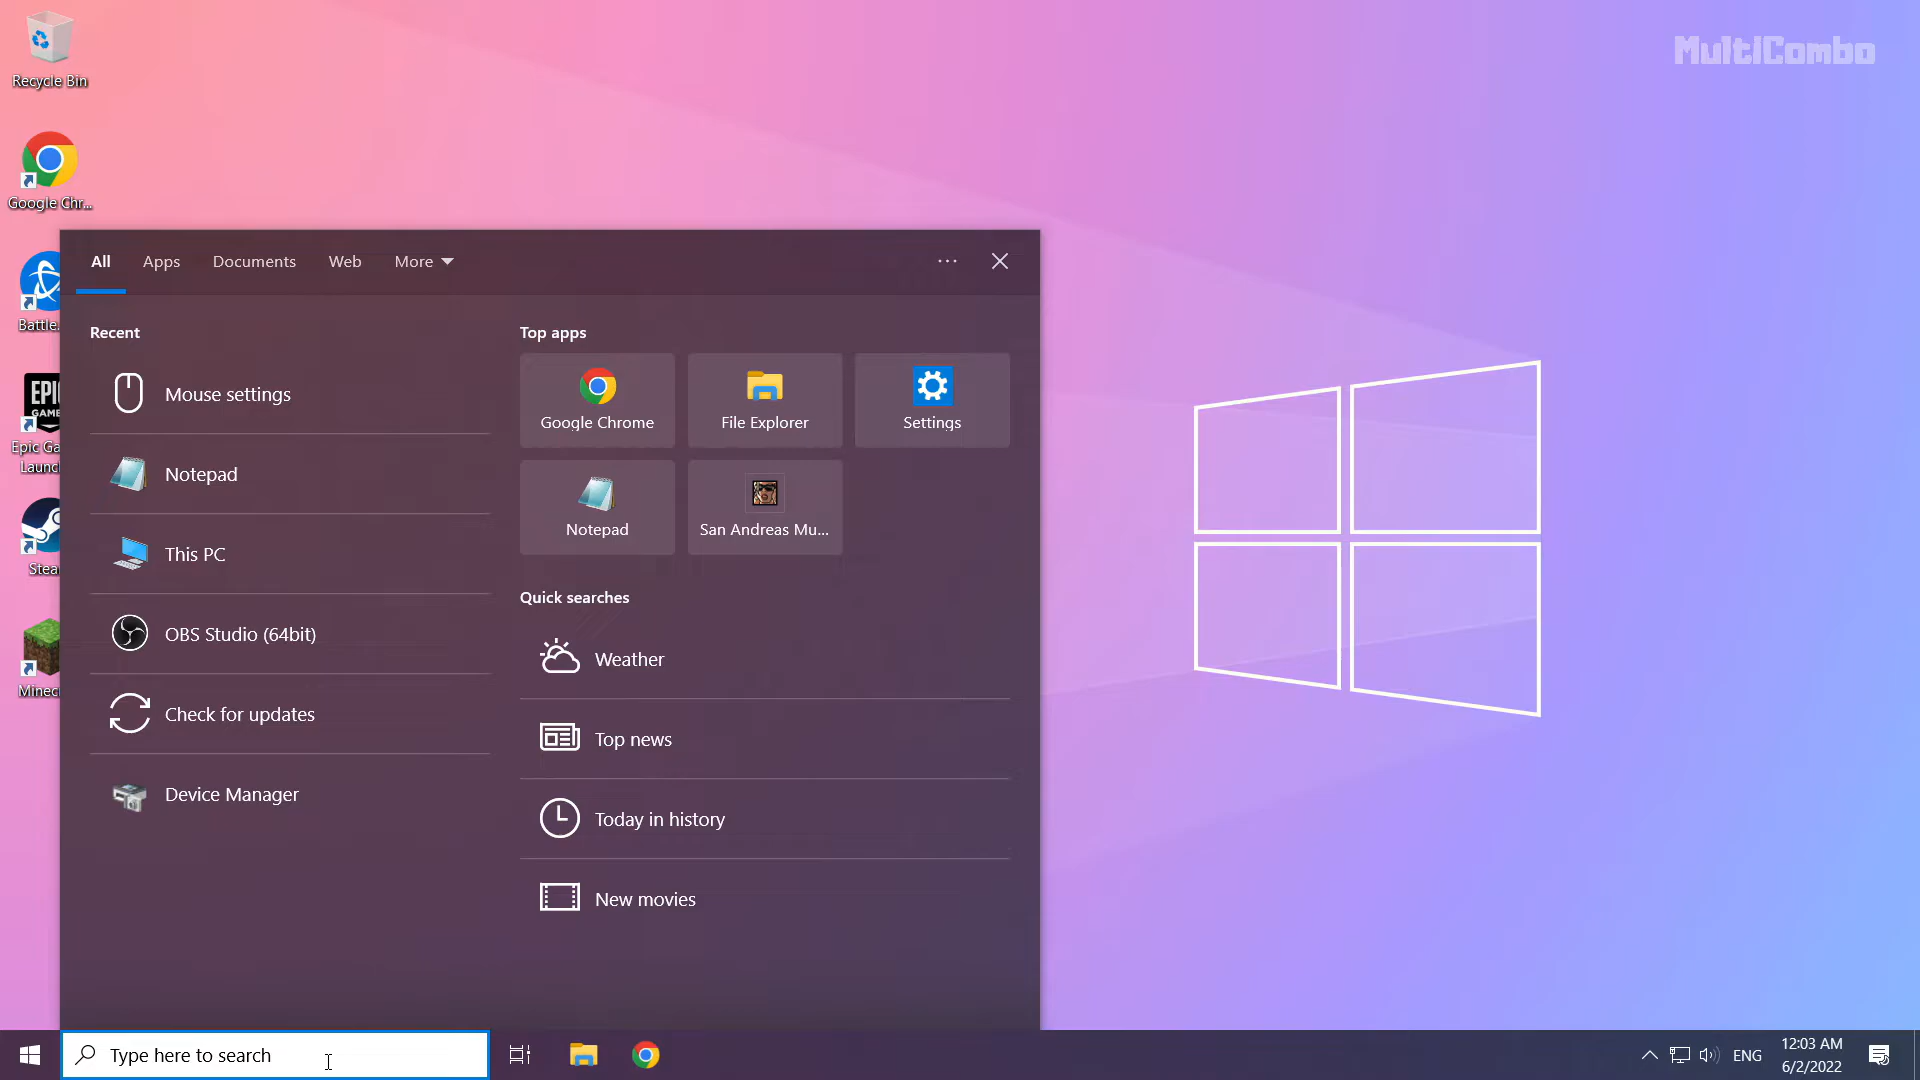 Recycle Bin
MultiCombo
Google Chr...
Battle.
EPIC
GAM
Epic Ga
Launc
Stea
Minec
All
Apps
Documents
Web
More
Recent
Mouse settings
Notepad
This PC
OBS Studio (64bit)
Check for updates
Device Manager
Top apps
Google Chrome
File Explorer
Settings
Notepad
San Andreas Mu...
Quick searches
Weather
Top news
Today in history
New movies
Type here to search
ENG
12:03 AM
6/2/2022